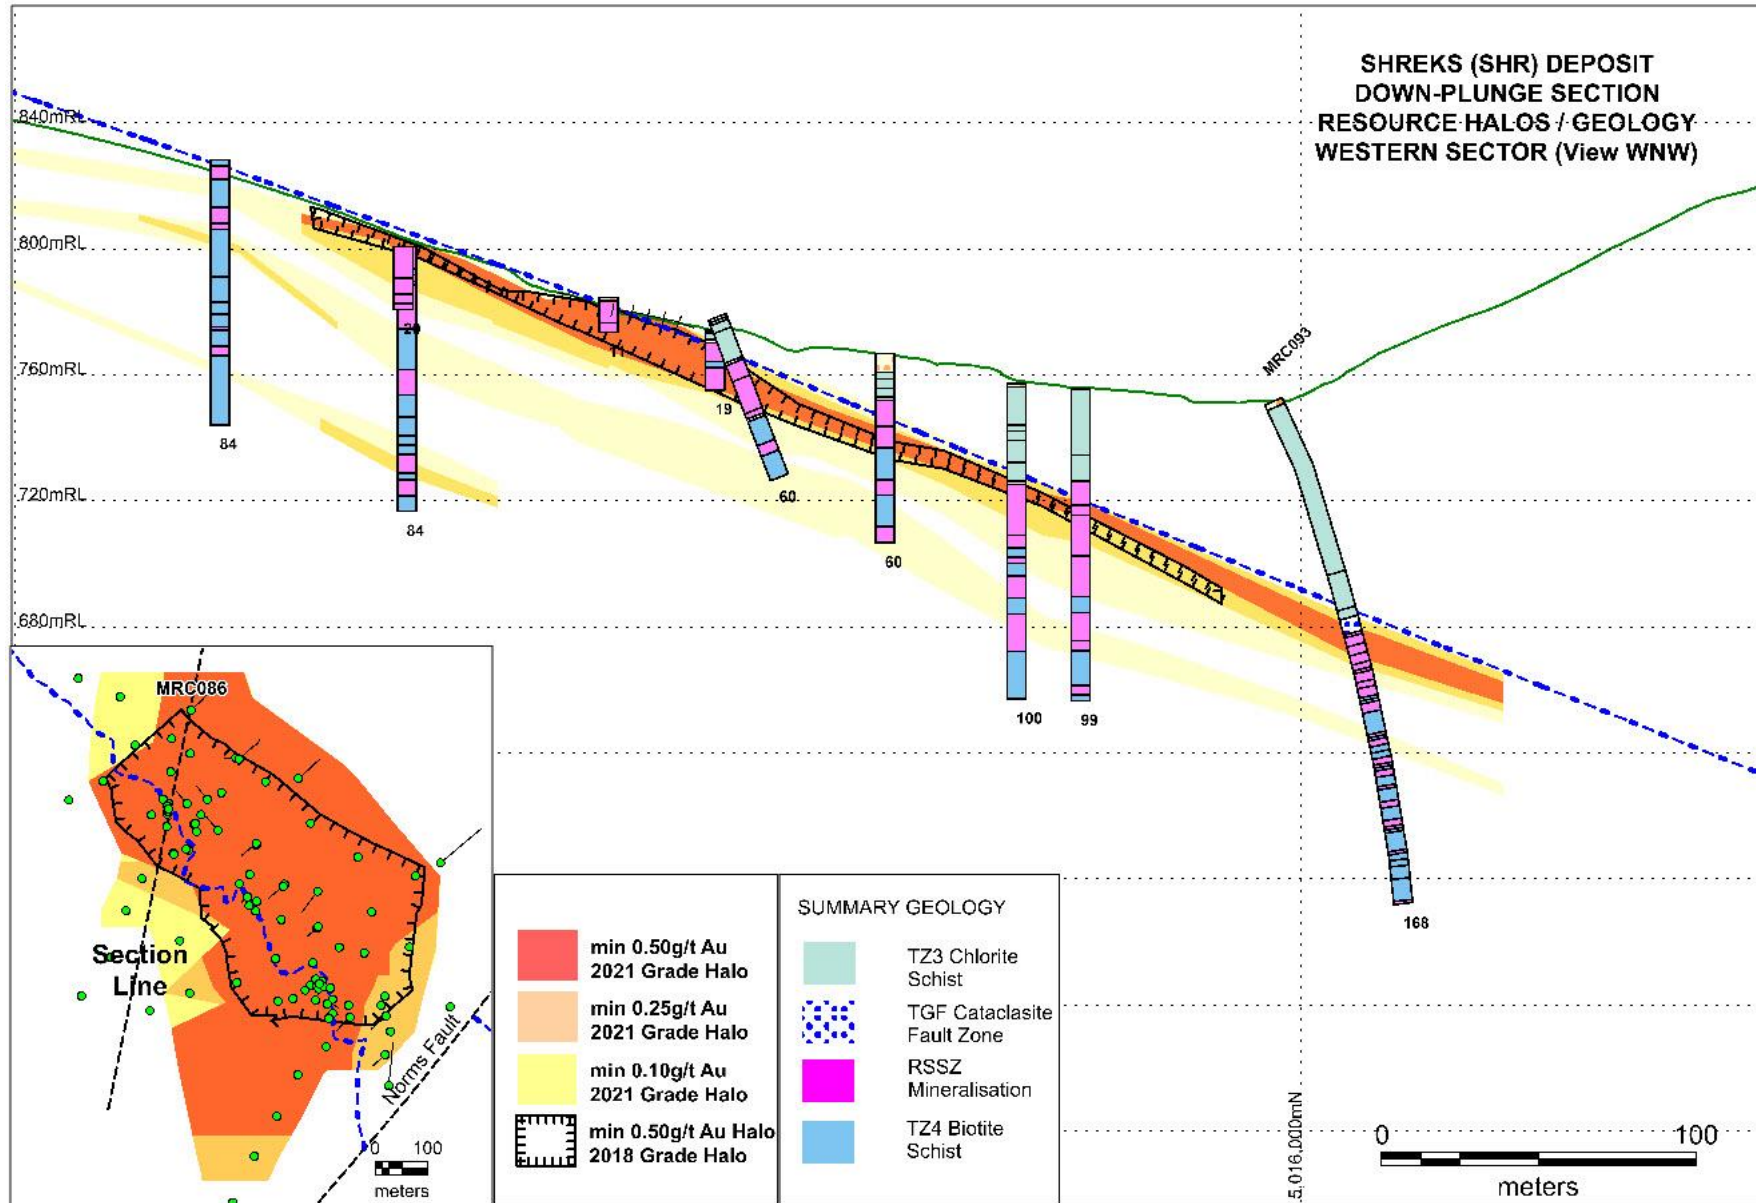 SHREKS (SHR) DEPOSIT
DOWN-PLUNGE SECTION
RESOURCE HALOS / GEOLOGY
WESTERN SECTOR (View WNW)
840mRL
800mRL
760mRL
720mRL
680mRL
MRC093
84
20
84
11
19
60
60
100
99
168
MRC086
Section
Line
Norms Fault
0 100
meters
min 0.50g/t Au
2021 Grade Halo
min 0.25g/t Au
2021 Grade Halo
min 0.10g/t Au
2021 Grade Halo
min 0.50g/t Au Halo
2018 Grade Halo
SUMMARY GEOLOGY
TZ3 Chlorite
Schist
TGF Cataclasite
Fault Zone
RSSZ
Mineralisation
TZ4 Biotite
Schist
5,016,000mN
0 100
meters